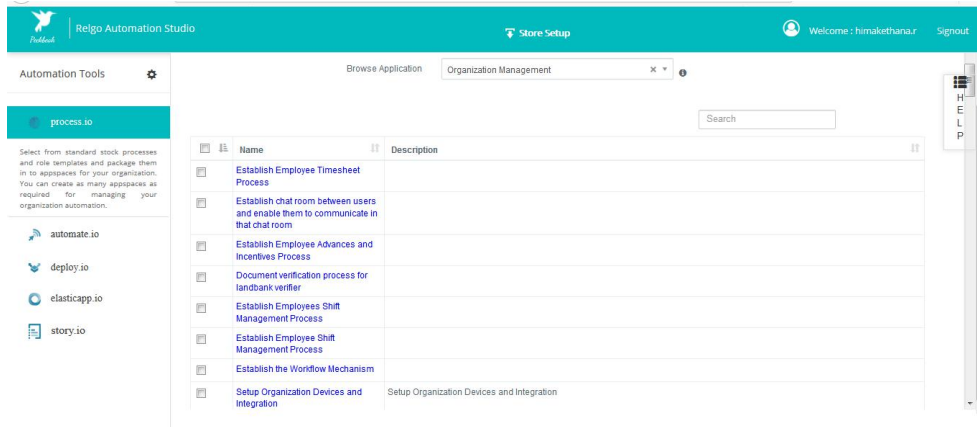 Relgo Automation Studio
Store Setup
Welcome : himakethana.r
Signout
Automation Tools
process.io
Select from standard stock processes
and role templates and package them
in to appspaces for your organization.
You can create as many appspaces as
required for managing your
organization automation.
automate.io
deploy.io
elasticapp.io
story.io
Browse Application
Organization Management
Search
H
E
L
P
Name
Description
Establish Employee Timesheet
Process
Establish chat room between users
and enable them to communicate in
that chat room
Establish Employee Advances and
Incentives Process
Document verification process for
landbank verifier
Establish Employees Shift
Management Process
Establish Employee Shift
Management Process
Establish the Workflow Mechanism
Setup Organization Devices and
Integration
Setup Organization Devices and Integration